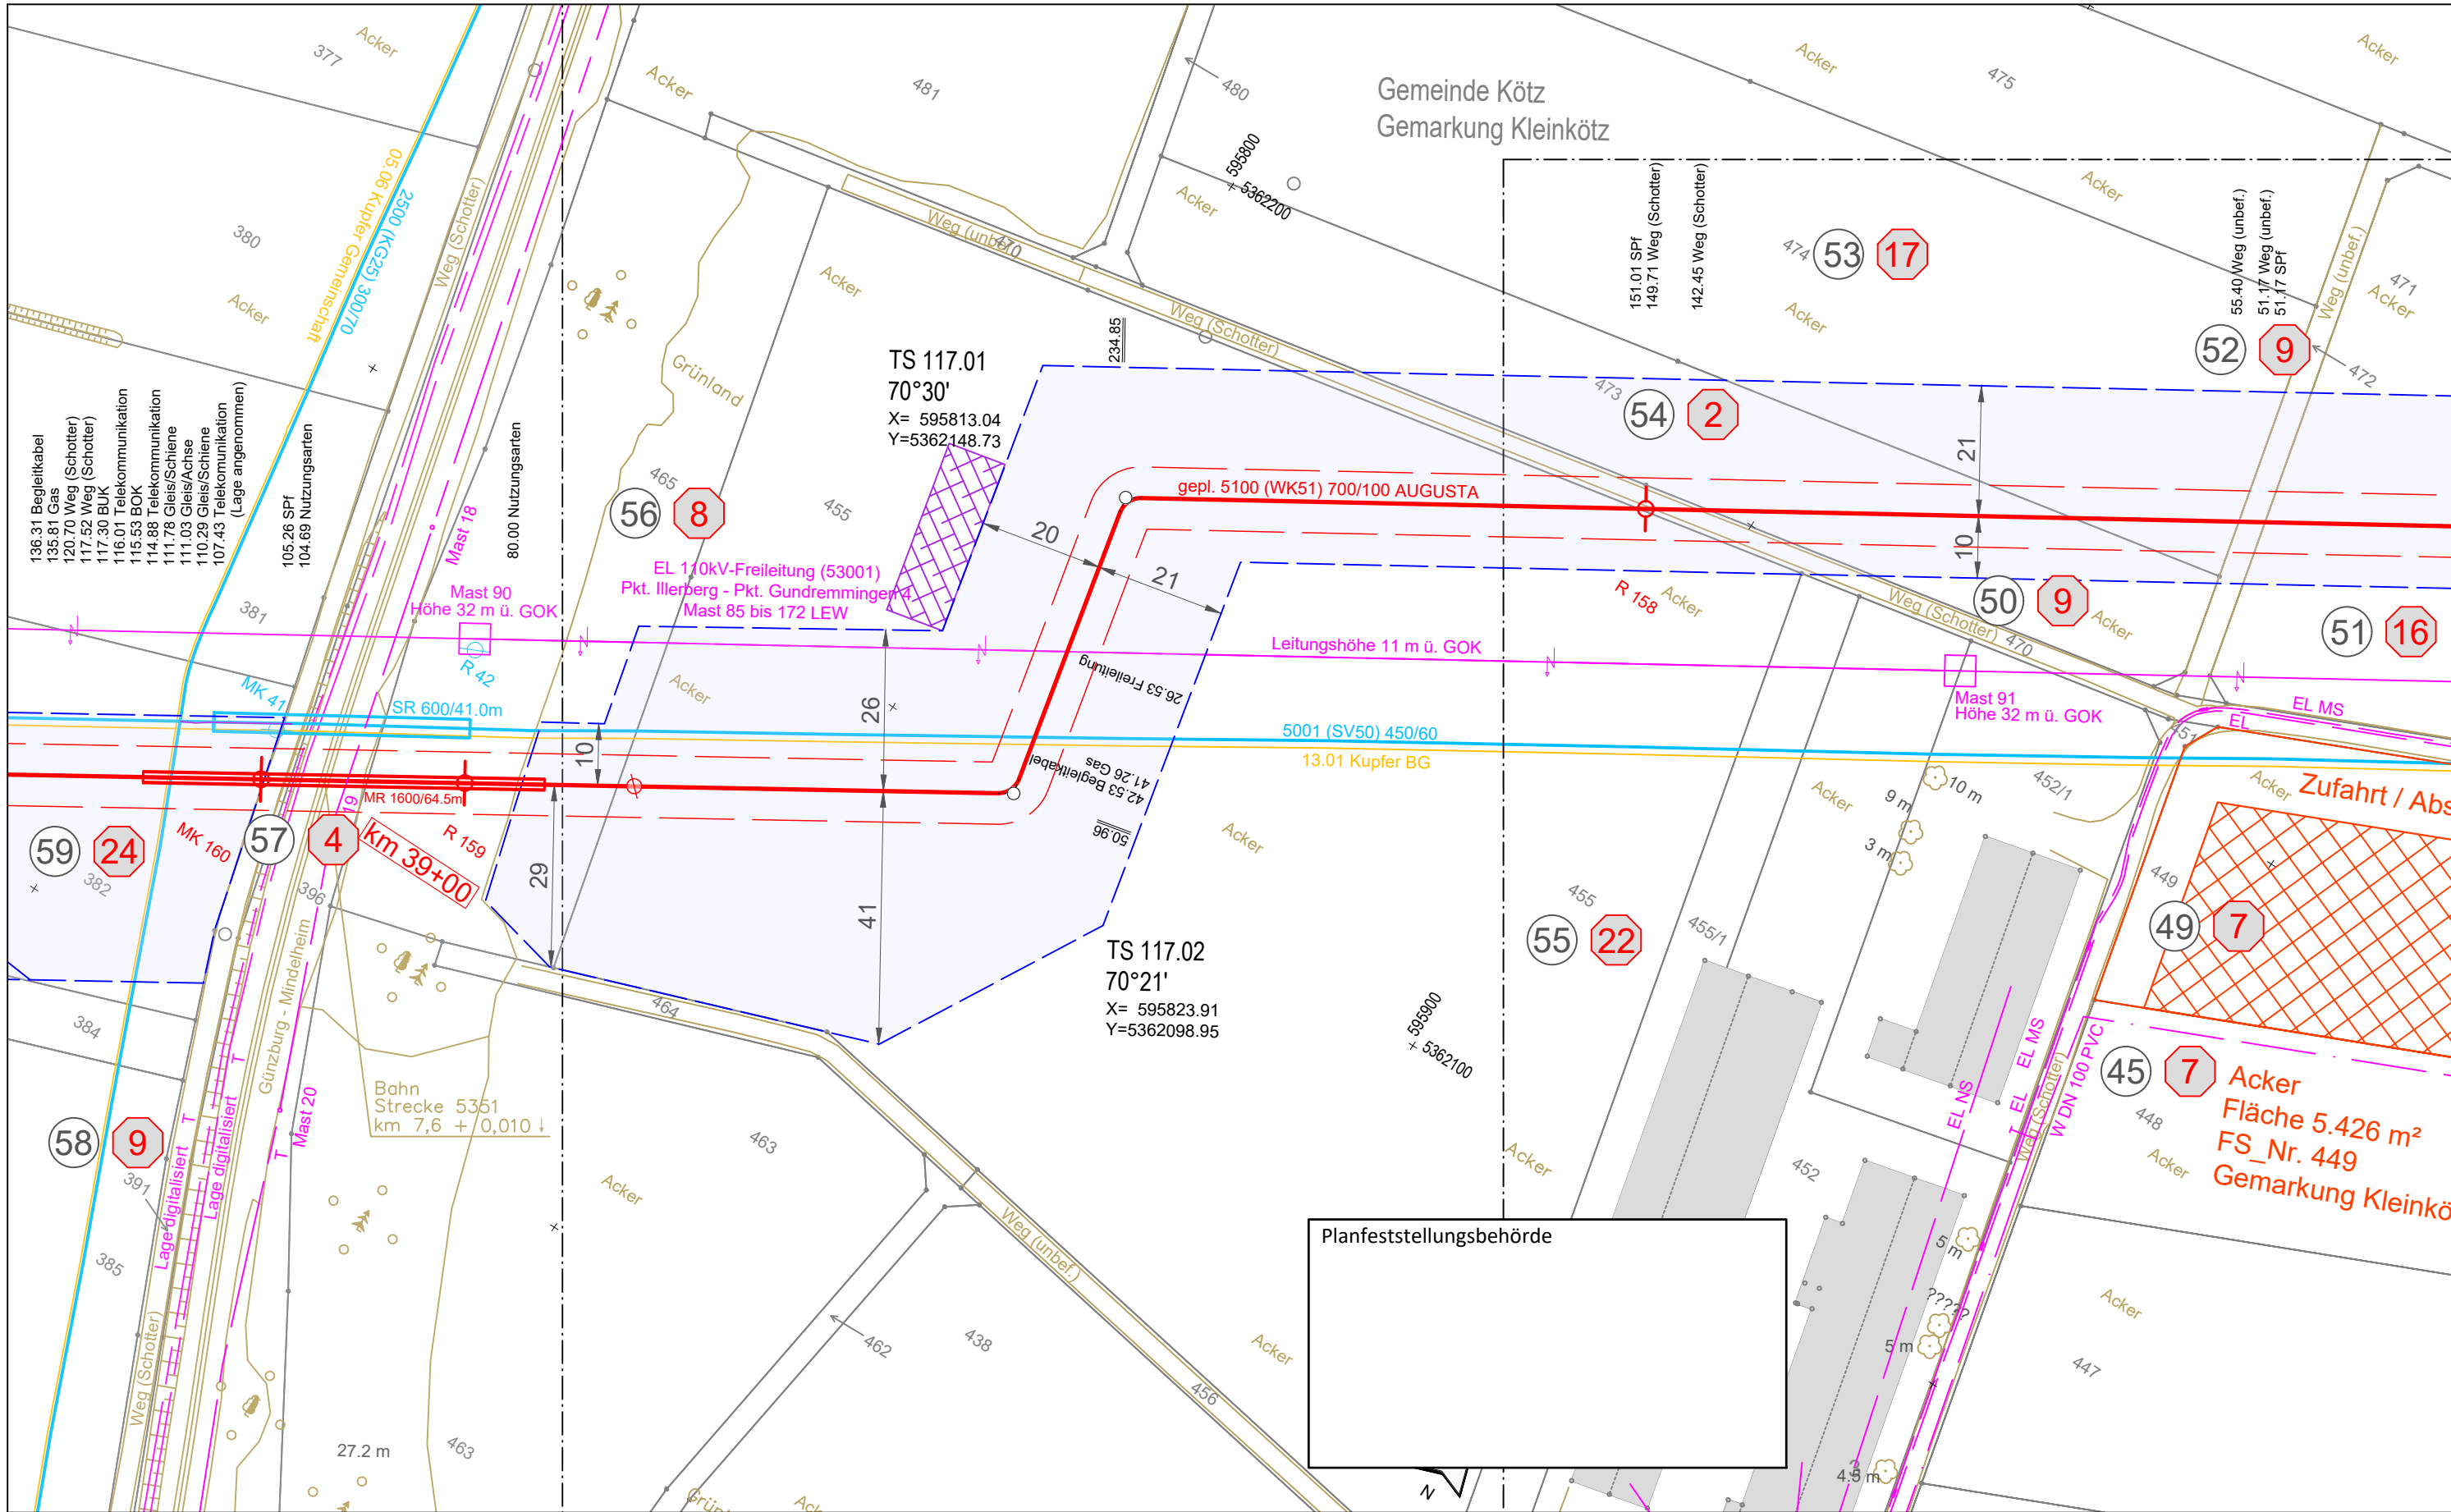 Acker
377
Acker
481
480
Gemeinde Kötz
Gemarkung Kleinkötz
Acker
475
Acker
05.06 Kupfer Gemeinschaft
2500 (KG25) 300/70
Weg (Schotter)
380
Acker
Weg (unbef.)
470
Acker
595800
5362200
Acker
Weg (Schotter)
151.01 SPf
149.71 Weg (Schotter)
142.45 Weg (Schotter)
474
53
17
Acker
Acker
55.40 Weg (unbef.)
51.17 Weg (unbef.)
51.17 SPf
Weg (unbef.)
471
Acker
52
9
472
136.31 Begleitkabel
135.81 Gas
120.70 Weg (Schotter)
117.52 Weg (Schotter)
117.30 BUK
116.01 Telekommunikation
115.53 BOK
114.88 Telekommunikation
111.78 Gleis/Schiene
111.03 Gleis/Achse
110.29 Gleis/Schiene
107.43 Telekomunikation
(Lage angenommen)
105.26 SPf
104.69 Nutzungsarten
80.00 Nutzungsarten
Grünland
TS 117.01
70°30'
X= 595813.04
Y=5362148.73
234.85
473
54
2
21
10
465
56
8
455
gepl. 5100 (WK51) 700/100 AUGUSTA
20
21
Mast 18
Mast 90
Höhe 32 m ü. GOK
EL 110kV-Freileitung (53001)
Pkt. Illerberg - Pkt. Gundremmingen 4
Mast 85 bis 172 LEW
R 158
Acker
Weg (Schotter)
50
9
Acker
470
51
16
381
R 42
Leitungshöhe 11 m ü. GOK
MK 41
SR 600/41.0m
Acker
26
10
26.53 Freileitung
5001 (SV50) 450/60
13.01 Kupfer BG
Mast 91
Höhe 32 m ü. GOK
EL MS
EL
451
41.26 Gas
42.53 Begleitkabel
50.96
MR 1600/64.5m
19
59
24
382
MK 160
57
4
km 39+00
R 159
396
29
41
Acker
Acker
9 m
10 m
3 m
452/1
Acker
Zufahrt / Abs
449
49
7
384
Günzburg - Mindelheim
464
TS 117.02
70°21'
X= 595823.91
Y=5362098.95
455
55
22
455/1
595900
5362100
58
9
391
385
Lage digitalisiert
T
Lage digitalisiert
T
T
T
Mast 20
Bahn
Strecke 5351
km 7,6 + 0,010
463
Acker
Acker
452
EL NS
EL MS
EL
T
Weg (Schotter)
W DN 100 PVC
45
7
448
Acker
Acker
Fläche 5.426 m²
FS_Nr. 449
Gemarkung Kleinkö
Planfeststellungsbehörde
Weg (unbef.)
462
438
Acker
456
5 m
?????
5 m
Acker
447
Weg (Schotter)
27.2 m
463
N